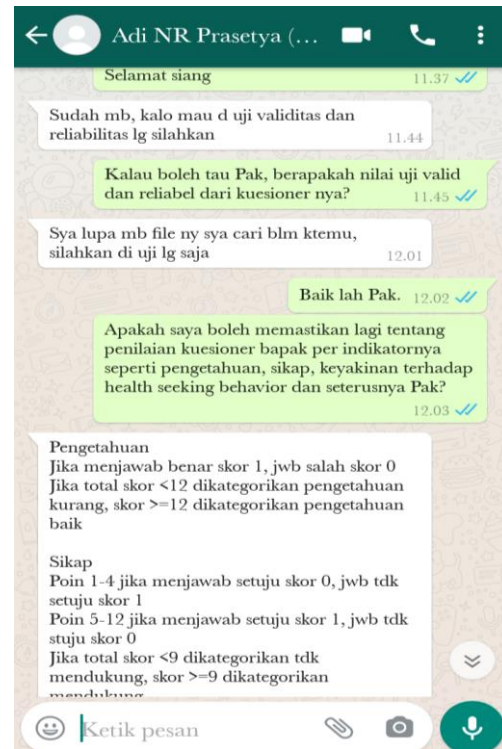 Adi NR Prasetya (...
Selamat siang
11.37
Sudah mb, kalo mau d uji validitas dan
reliabilitas lg silahkan
11.44
Kalau boleh tau Pak, berapakah nilai uji valid
dan reliabel dari kuesioner nya?
11.45
Sya lupa mb file ny sya cari blm ktemu,
silahkan di uji lg saja
12.01
Baik lah Pak.
12.02
Apakah saya boleh memastikan lagi tentang
penilaian kuesioner bapak per indikatornya
seperti pengetahuan, sikap, keyakinan terhadap
health seeking behavior dan seterusnya Pak?
12.03
Pengetahuan
Jika menjawab benar skor 1, jwb salah skor 0
Jika total skor <12 dikategorikan pengetahuan
kurang, skor >=12 dikategorikan pengetahuan
baik
Sikap
Poin 1-4 jika menjawab setuju skor 0, jwb tdk
setuju skor 1
Poin 5-12 jika menjawab setuju skor 1, jwb tdk
stuju skor 0
Jika total skor <9 dikategorikan tdk
mendukung, skor >=9 dikategorikan
mendukung
Ketik pesan